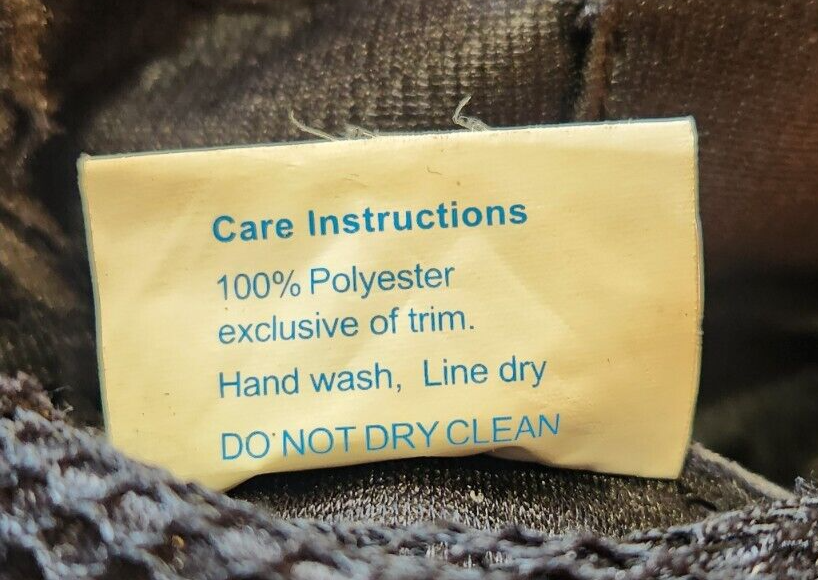 Care Instructions
100% Polyester
exclusive of trim.
Hand wash, Line dry
DO NOT DRY CLEAN